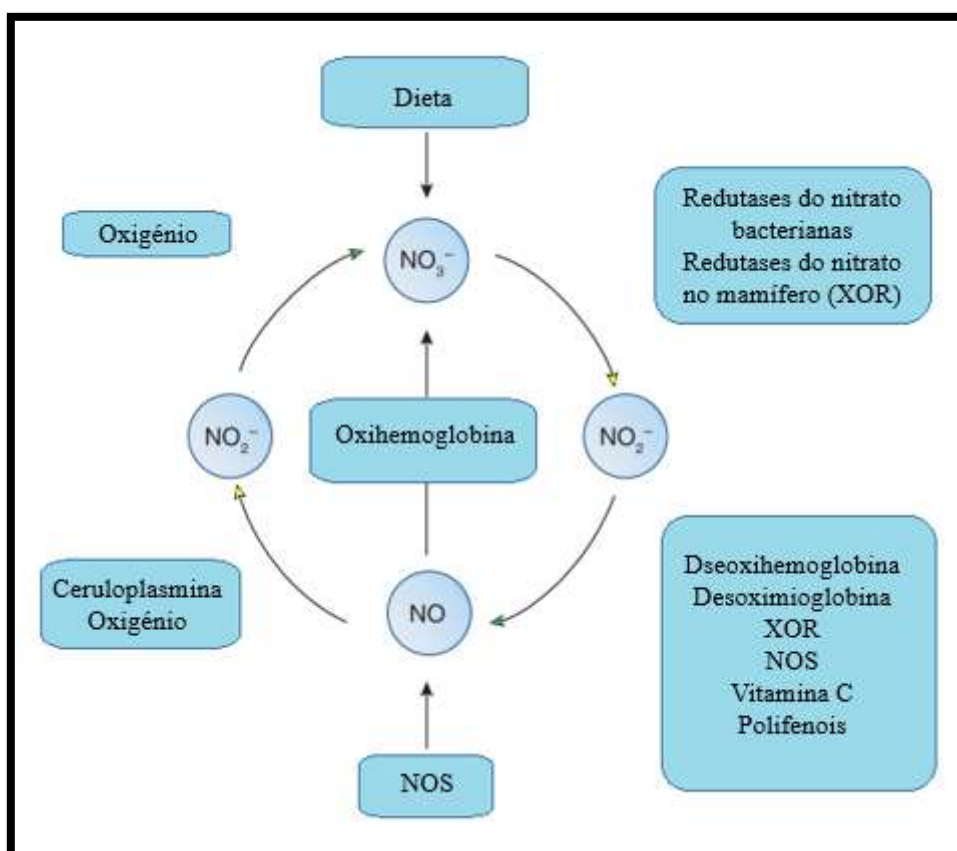 Dieta
Oxigénio
NO₃⁻
Redutases do nitrato
bacterianas
Redutases do nitrato
no mamífero (XOR)
NO₂⁻
Oxihemoglobina
NO₂⁻
Ceruloplasmina
Oxigénio
NO
Dseoxihemoglobina
Desoximioglobina
XOR
NOS
Vitamina C
Polifenois
NOS